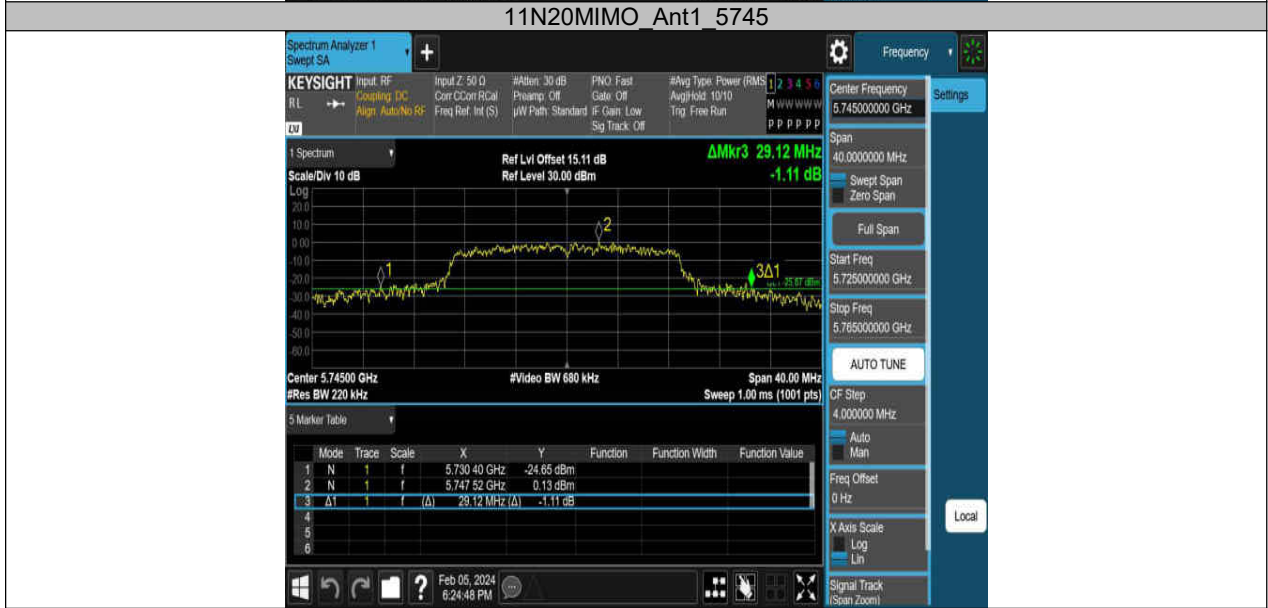 11N20MIMO_Ant1_5745
Spectrum Analyzer 1
Swept SA
+
Frequency
KEYSIGHT Input: RF Input Z: 50 Ω #Atten: 30 dB PNO: Fast #Avg Type: Power (RMS 1 2 3 4 5 6
RL Coupling: DC Corr CCorr RCal Preamp: Off Gate: Off Avg|Hold: 10/10 M W W W W W
Align: Auto/No RF Freq Ref: Int (S) µW Path: Standard IF Gain: Low Trig: Free Run
Sig Track: Off P P P P P P
LXI
1 Spectrum
Ref Lvl Offset 15.11 dB ΔMkr3 29.12 MHz
Scale/Div 10 dB Ref Level 30.00 dBm -1.11 dB
Log
20.0
10.0
0.00
-10.0
-20.0
-30.0
-40.0
-50.0
-60.0
1
2
3Δ1
-25.87 dBm
Center 5.74500 GHz #Video BW 680 kHz Span 40.00 MHz
#Res BW 220 kHz Sweep 1.00 ms (1001 pts)
5 Marker Table
Mode Trace Scale X Y Function Function Width Function Value
1 N 1 f 5.730 40 GHz -24.65 dBm
2 N 1 f 5.747 52 GHz 0.13 dBm
3 Δ1 1 f (Δ) 29.12 MHz (Δ) -1.11 dB
4
5
6
Feb 05, 2024
6:24:48 PM
?
Center Frequency
5.745000000 GHz
Settings
Span
40.0000000 MHz
Swept Span
Zero Span
Full Span
Start Freq
5.725000000 GHz
Stop Freq
5.765000000 GHz
AUTO TUNE
CF Step
4.000000 MHz
Auto
Man
Freq Offset
0 Hz
X Axis Scale
Log
Lin
Local
Signal Track
(Span Zoom)